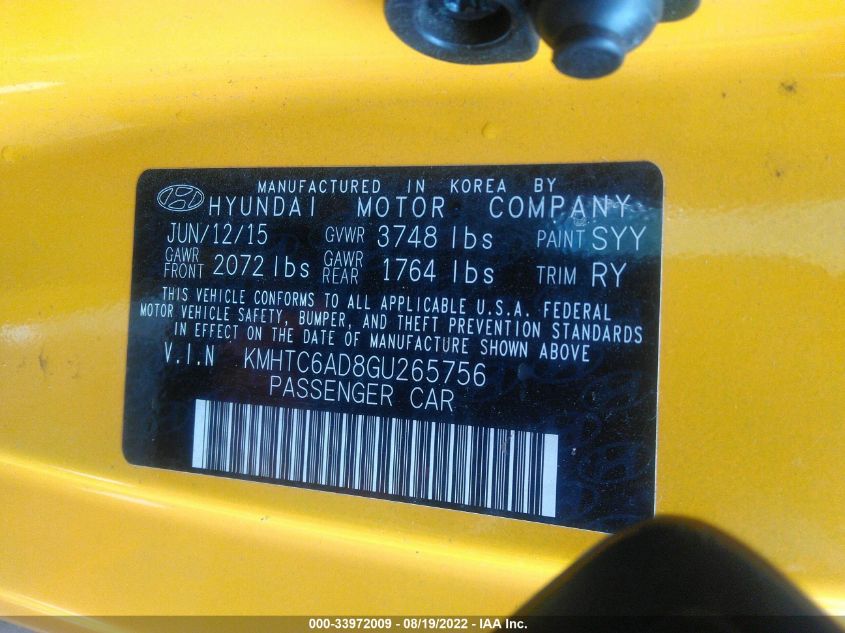 MANUFACTURED IN KOREA BY
HYUNDAI MOTOR COMPANY
JUN/12/15 GVWR 3748 lbs PAINT SYY
GAWR FRONT 2072 lbs GAWR REAR 1764 lbs TRIM RY
THIS VEHICLE CONFORMS TO ALL APPLICABLE U.S.A. FEDERAL
MOTOR VEHICLE SAFETY, BUMPER, AND THEFT PREVENTION STANDARDS
IN EFFECT ON THE DATE OF MANUFACTURE SHOWN ABOVE.
V.I.N KMHTC6AD8GU265756
PASSENGER CAR
000-33972009 - 08/19/2022 - IAA Inc.